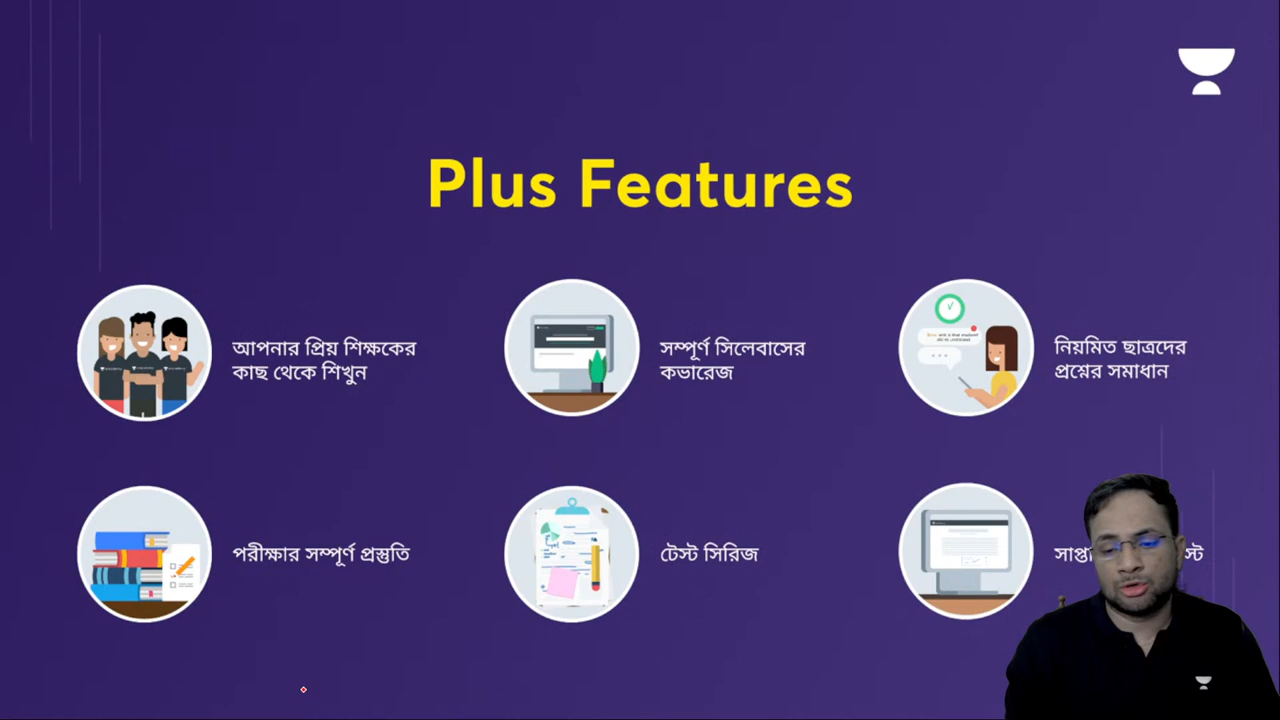 Plus Features
আপনার প্রিয় শিক্ষকের
কাছ থেকে শিখুন
সম্পূর্ণ সিলেবাসের
কভারেজ
নিয়মিত ছাত্রদের
প্রশ্নের সমাধান
পরীক্ষার সম্পূর্ণ প্রস্তুতি
টেস্ট সিরিজ